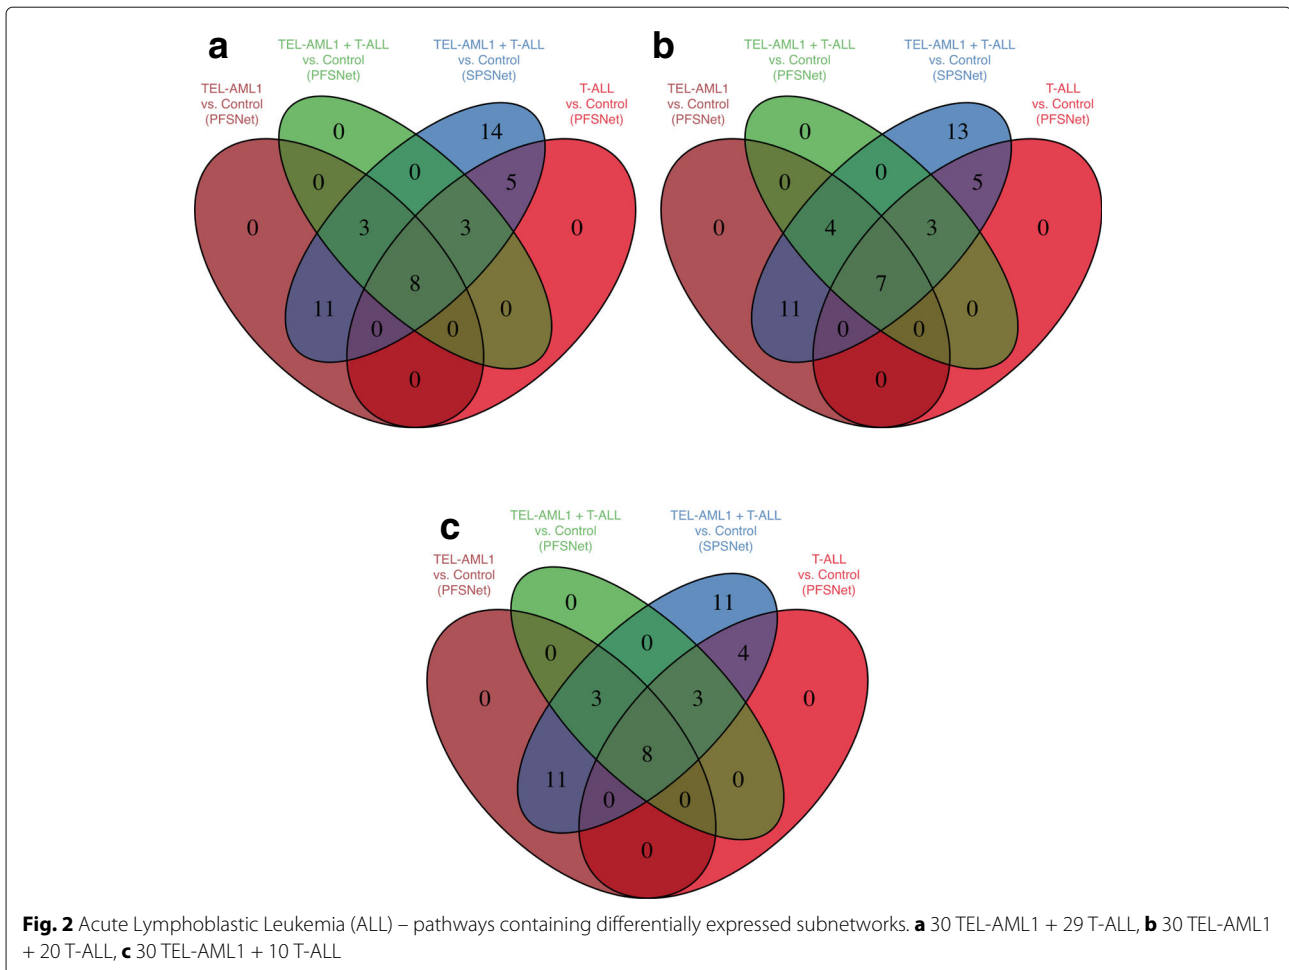 a
TEL-AML1 + T-ALL
vs. Control
(PFSNet)
TEL-AML1 + T-ALL
vs. Control
(SPSNet)
TEL-AML1
vs. Control
(PFSNet)
T-ALL
vs. Control
(PFSNet)
0
14
0
0
5
0
3
3
0
8
11
0
0
0
0
b
TEL-AML1 + T-ALL
vs. Control
(PFSNet)
TEL-AML1 + T-ALL
vs. Control
(SPSNet)
TEL-AML1
vs. Control
(PFSNet)
T-ALL
vs. Control
(PFSNet)
0
13
0
0
5
0
4
3
0
7
11
0
0
0
0
c
TEL-AML1 + T-ALL
vs. Control
(PFSNet)
TEL-AML1 + T-ALL
vs. Control
(SPSNet)
TEL-AML1
vs. Control
(PFSNet)
T-ALL
vs. Control
(PFSNet)
0
11
0
0
4
0
3
3
0
8
11
0
0
0
0
Fig. 2 Acute Lymphoblastic Leukemia (ALL) – pathways containing differentially expressed subnetworks. a 30 TEL-AML1 + 29 T-ALL, b 30 TEL-AML1
+ 20 T-ALL, c 30 TEL-AML1 + 10 T-ALL